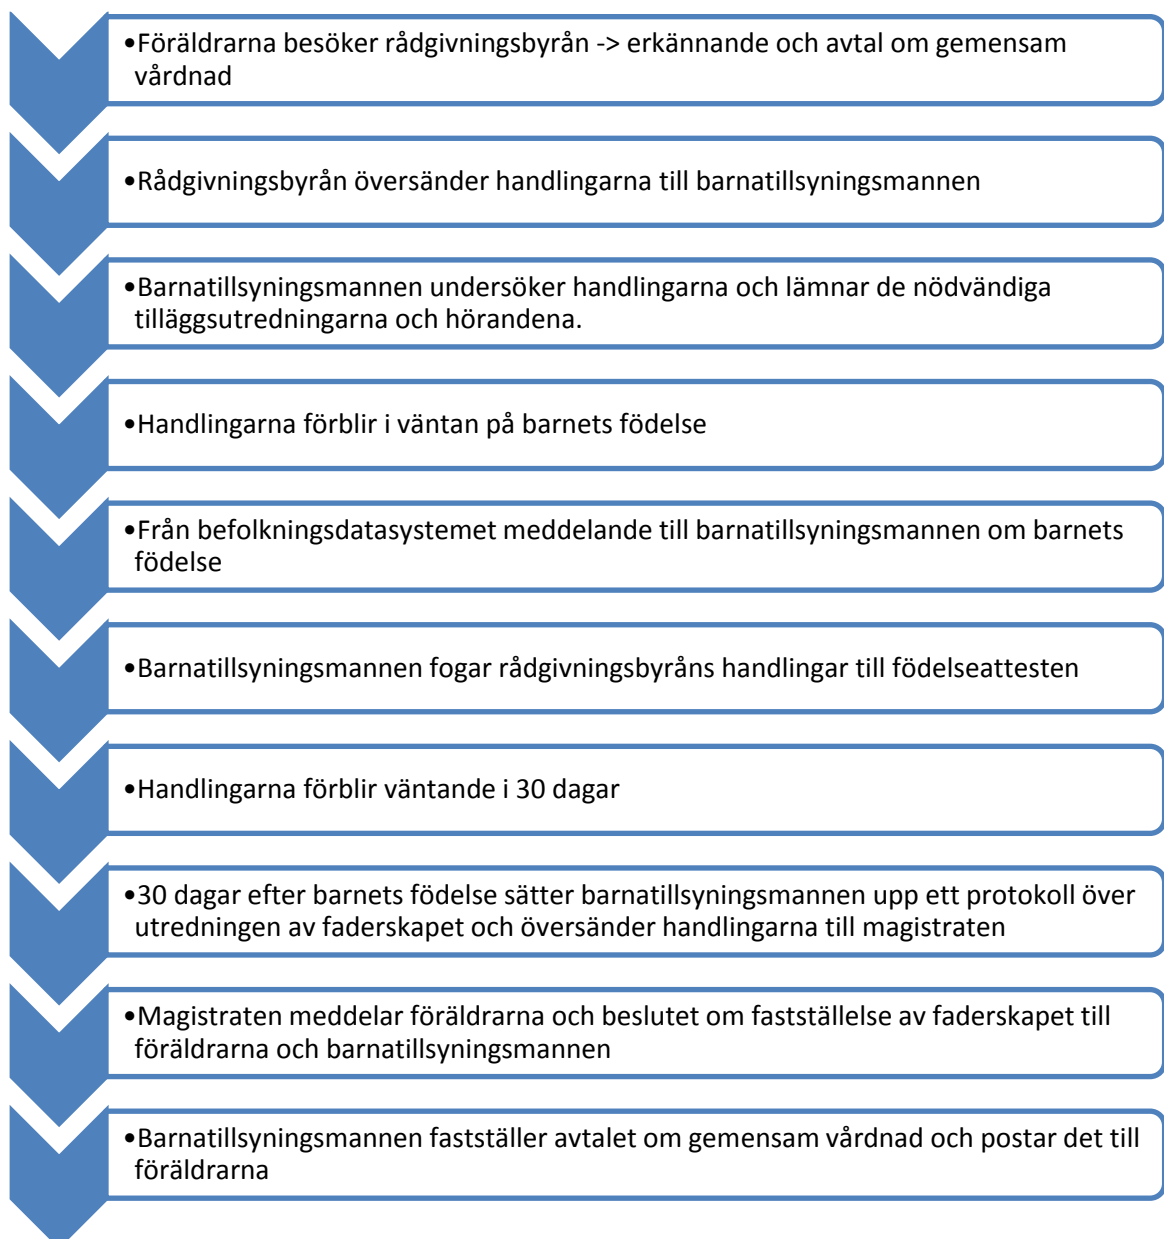 •Föräldrarna besöker rådgivningsbyrån -> erkännande och avtal om gemensam
vårdnad
•Rådgivningsbyrån översänder handlingarna till barnatillsyningsmannen
•Barnatillsyningsmannen undersöker handlingarna och lämnar de nödvändiga
tilläggsutredningarna och hörandena.
•Handlingarna förblir i väntan på barnets födelse
•Från befolkningsdatasystemet meddelande till barnatillsyningsmannen om barnets
födelse
•Barnatillsyningsmannen fogar rådgivningsbyråns handlingar till födelseattesten
•Handlingarna förblir väntande i 30 dagar
•30 dagar efter barnets födelse sätter barnatillsyningsmannen upp ett protokoll över
utredningen av faderskapet och översänder handlingarna till magistraten
•Magistraten meddelar föräldrarna och beslutet om fastställelse av faderskapet till
föräldrarna och barnatillsyningsmannen
•Barnatillsyningsmannen fastställer avtalet om gemensam vårdnad och postar det till
föräldrarna